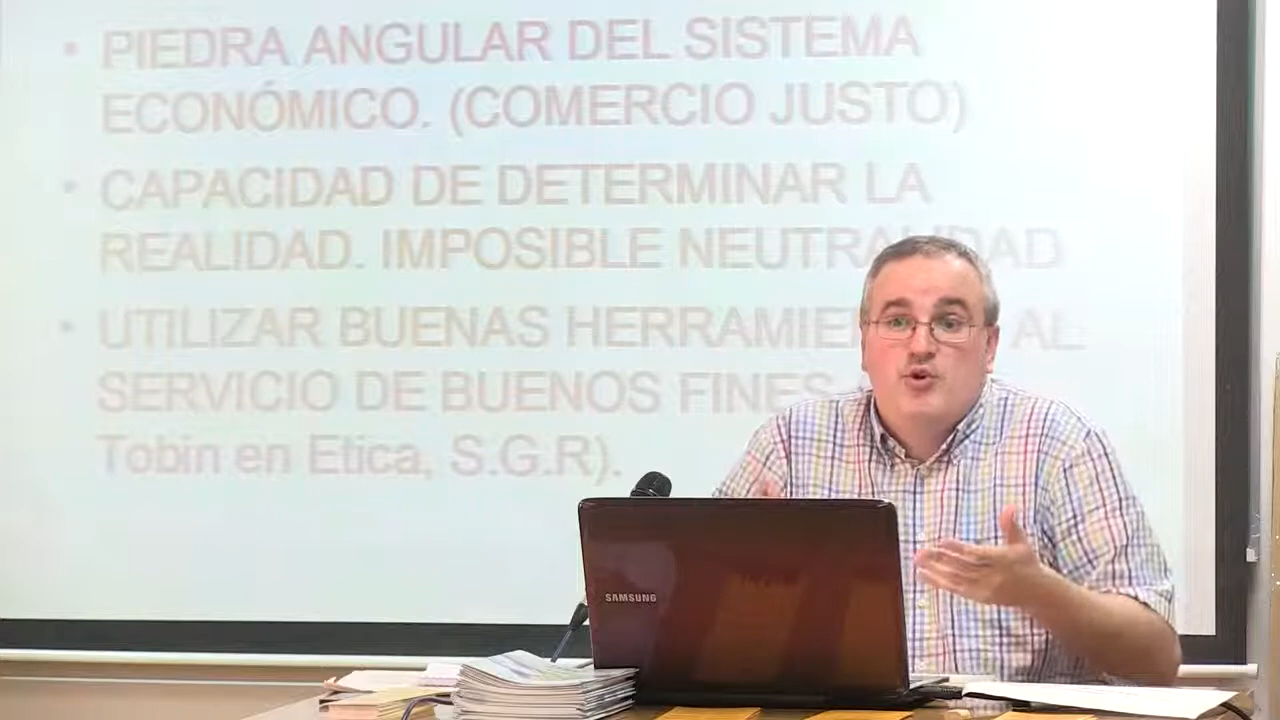 • PIEDRA ANGULAR DEL SISTEMA
ECONÓMICO. (COMERCIO JUSTO)
• CAPACIDAD DE DETERMINAR LA
REALIDAD. IMPOSIBLE NEUTRALIDAD
• UTILIZAR BUENAS AL
SERVICIO DE BUENOS FINES
Tobin en Etica, S.G.R).
SAMSUNG